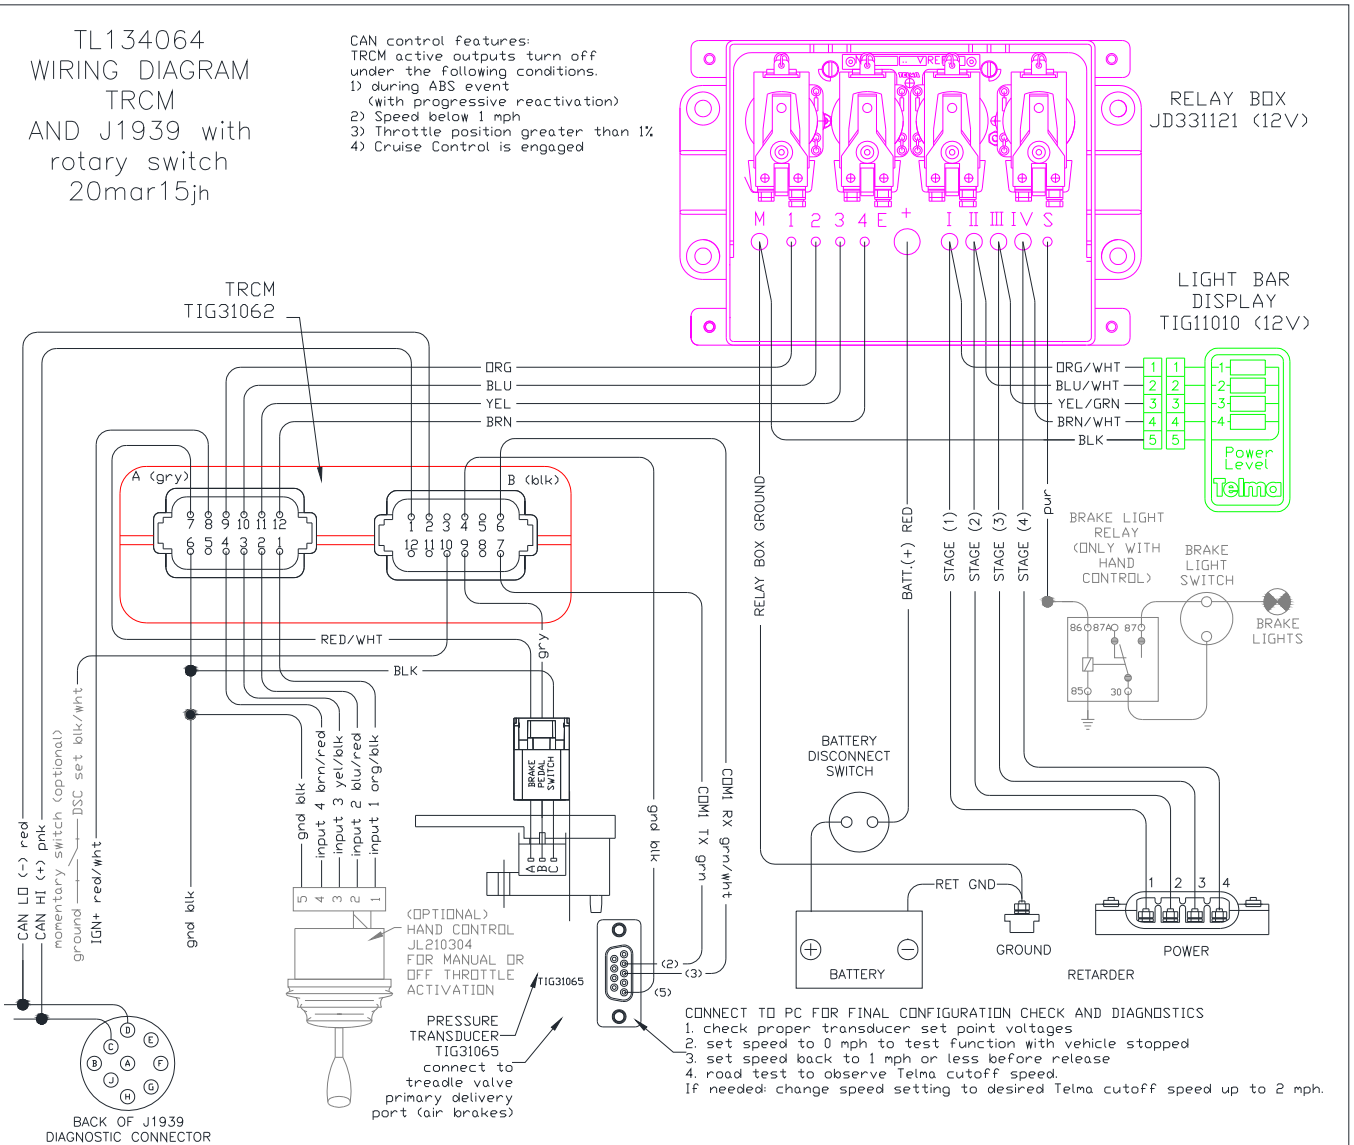 TL134064
WIRING DIAGRAM
TRCM
AND J1939 with
rotary switch
20mar15jh
CAN control features:
TRCM active outputs turn off
under the following conditions.
1) during ABS event
(with progressive reactivation)
2) Speed below 1 mph
3) Throttle position greater than 1%
4) Cruise Control is engaged
RELAY BOX
JD331121 (12V)
M 1 2 3 4 E + I II III IV S
LIGHT BAR
DISPLAY
TIG11010 (12V)
TRCM
TIG31062
ORG
BLU
YEL
BRN
ORG/WHT 1 1 1
BLU/WHT 2 2 2
YEL/GRN 3 3 3
BRN/WHT 4 4 4
BLK 5 5
Power
Level
Telma
A (gry)
7 8 9 10 11 12
6 5 4 3 2 1
B (blk)
1 2 3 4 5 6
12 11 10 9 8 7
RELAY BOX GROUND
BATT.(+) RED
STAGE (1)
STAGE (2)
STAGE (3)
STAGE (4)
pur
BRAKE LIGHT
RELAY
(ONLY WITH
HAND
CONTROL)
BRAKE
LIGHT
SWITCH
BRAKE
LIGHTS
86 87A 87
85 30
RED/WHT
BLK
gry
CAN LO (-) red
CAN HI (+) pnk
momentary switch (optional)
ground
DSC set blk/wht
IGN+ red/wht
gnd blk
gnd blk
input 4 brn/red
input 3 yel/blk
input 2 blu/red
input 1 org/blk
5 4 3 2 1
BRAKE
PEDAL
SWITCH
A B C
gnd blk
COM1 TX grn
COM1 RX grn/wht
BATTERY
DISCONNECT
SWITCH
(OPTIONAL)
HAND CONTROL
JL210304
FOR MANUAL OR
OFF THROTTLE
ACTIVATION
TIG31065
(2)
(3)
(5)
RET GND
+ -
BATTERY
GROUND
1 2 3 4
POWER
RETARDER
PRESSURE
TRANSDUCER
TIG31065
connect to
treadle valve
primary delivery
port (air brakes)
CONNECT TO PC FOR FINAL CONFIGURATION CHECK AND DIAGNOSTICS
1. check proper transducer set point voltages
2. set speed to 0 mph to test function with vehicle stopped
3. set speed back to 1 mph or less before release
4. road test to observe Telma cutoff speed.
If needed: change speed setting to desired Telma cutoff speed up to 2 mph.
D
C E
B A F
J G
H
BACK OF J1939
DIAGNOSTIC CONNECTOR